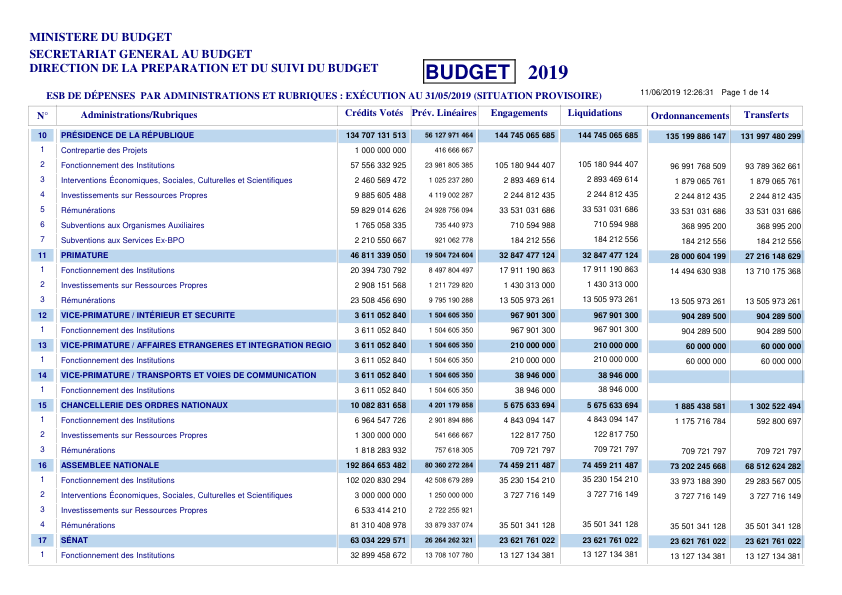 MINISTERE DU BUDGET
SECRETARIAT GENERAL AU BUDGET
DIRECTION DE LA PREPARATION ET DU SUIVI DU BUDGET
BUDGET 2019
ESB DE DÉPENSES PAR ADMINISTRATIONS ET RUBRIQUES : EXÉCUTION AU 31/05/2019 (SITUATION PROVISOIRE) 11/06/2019 12:26:31 Page 1 de 14
N° Administrations/Rubriques Crédits Votés Prév. Linéaires Engagements Liquidations Ordonnancements Transferts
10 PRÉSIDENCE DE LA RÉPUBLIQUE 134 707 131 513 56 127 971 464 144 745 065 685 144 745 065 685 135 199 886 147 131 997 480 299
1 Contrepartie des Projets 1 000 000 000 416 666 667
2 Fonctionnement des Institutions 57 556 332 925 23 981 805 385 105 180 944 407 105 180 944 407 96 991 768 509 93 789 362 661
3 Interventions Économiques, Sociales, Culturelles et Scientifiques 2 460 569 472 1 025 237 280 2 893 469 614 2 893 469 614 1 879 065 761 1 879 065 761
4 Investissements sur Ressources Propres 9 885 605 488 4 119 002 287 2 244 812 435 2 244 812 435 2 244 812 435 2 244 812 435
5 Rémunérations 59 829 014 626 24 928 756 094 33 531 031 686 33 531 031 686 33 531 031 686 33 531 031 686
6 Subventions aux Organismes Auxiliaires 1 765 058 335 735 440 973 710 594 988 710 594 988 368 995 200 368 995 200
7 Subventions aux Services Ex-BPO 2 210 550 667 921 062 778 184 212 556 184 212 556 184 212 556 184 212 556
11 PRIMATURE 46 811 339 050 19 504 724 604 32 847 477 124 32 847 477 124 28 000 604 199 27 216 148 629
1 Fonctionnement des Institutions 20 394 730 792 8 497 804 497 17 911 190 863 17 911 190 863 14 494 630 938 13 710 175 368
2 Investissements sur Ressources Propres 2 908 151 568 1 211 729 820 1 430 313 000 1 430 313 000
3 Rémunérations 23 508 456 690 9 795 190 288 13 505 973 261 13 505 973 261 13 505 973 261 13 505 973 261
12 VICE-PRIMATURE / INTÉRIEUR ET SECURITE 3 611 052 840 1 504 605 350 967 901 300 967 901 300 904 289 500 904 289 500
1 Fonctionnement des Institutions 3 611 052 840 1 504 605 350 967 901 300 967 901 300 904 289 500 904 289 500
13 VICE-PRIMATURE / AFFAIRES ETRANGERES ET INTEGRATION REGIO 3 611 052 840 1 504 605 350 210 000 000 210 000 000 60 000 000 60 000 000
1 Fonctionnement des Institutions 3 611 052 840 1 504 605 350 210 000 000 210 000 000 60 000 000 60 000 000
14 VICE-PRIMATURE / TRANSPORTS ET VOIES DE COMMUNICATION 3 611 052 840 1 504 605 350 38 946 000 38 946 000
1 Fonctionnement des Institutions 3 611 052 840 1 504 605 350 38 946 000 38 946 000
15 CHANCELLERIE DES ORDRES NATIONAUX 10 082 831 658 4 201 179 858 5 675 633 694 5 675 633 694 1 885 438 581 1 302 522 494
1 Fonctionnement des Institutions 6 964 547 726 2 901 894 886 4 843 094 147 4 843 094 147 1 175 716 784 592 800 697
2 Investissements sur Ressources Propres 1 300 000 000 541 666 667 122 817 750 122 817 750
3 Rémunérations 1 818 283 932 757 618 305 709 721 797 709 721 797 709 721 797 709 721 797
16 ASSEMBLEE NATIONALE 192 864 653 482 80 360 272 284 74 459 211 487 74 459 211 487 73 202 245 668 68 512 624 282
1 Fonctionnement des Institutions 102 020 830 294 42 508 679 289 35 230 154 210 35 230 154 210 33 973 188 390 29 283 567 005
2 Interventions Économiques, Sociales, Culturelles et Scientifiques 3 000 000 000 1 250 000 000 3 727 716 149 3 727 716 149 3 727 716 149 3 727 716 149
3 Investissements sur Ressources Propres 6 533 414 210 2 722 255 921
4 Rémunérations 81 310 408 978 33 879 337 074 35 501 341 128 35 501 341 128 35 501 341 128 35 501 341 128
17 SÉNAT 63 034 229 571 26 264 262 321 23 621 761 022 23 621 761 022 23 621 761 022 23 621 761 022
1 Fonctionnement des Institutions 32 899 458 672 13 708 107 780 13 127 134 381 13 127 134 381 13 127 134 381 13 127 134 381